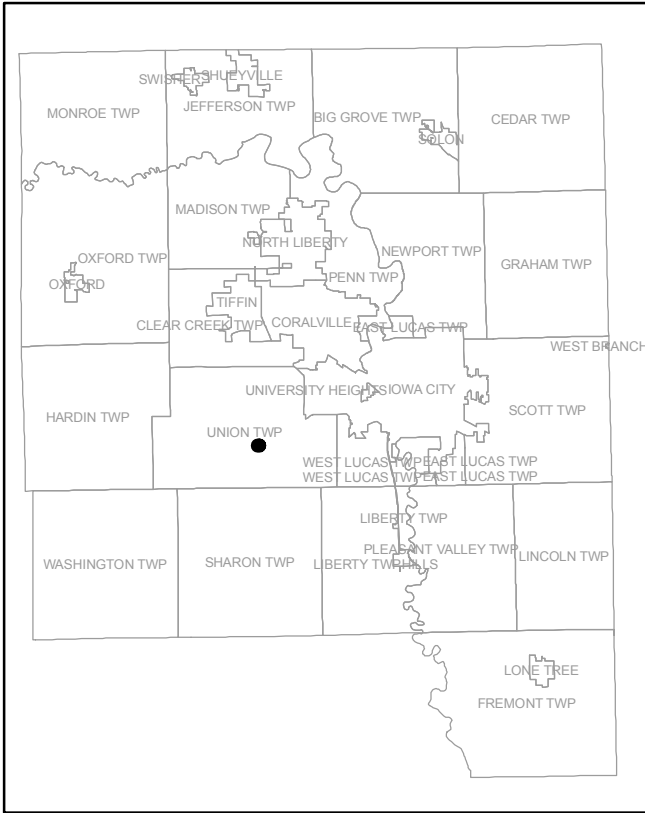 SHUEYVILLE
SWISHER
JEFFERSON TWP
MONROE TWP
BIG GROVE TWP
CEDAR TWP
SOLON
MADISON TWP
NORTH LIBERTY
NEWPORT TWP
OXFORD TWP
GRAHAM TWP
PENN TWP
OXFORD
TIFFIN
CORALVILLE
CLEAR CREEK TWP
EAST LUCAS TWP
WEST BRANCH
UNIVERSITY HEIGHTS
IOWA CITY
SCOTT TWP
HARDIN TWP
UNION TWP
WEST LUCAS TWP
EAST LUCAS TWP
WEST LUCAS TWP
EAST LUCAS TWP
LIBERTY TWP
PLEASANT VALLEY TWP
LINCOLN TWP
WASHINGTON TWP
SHARON TWP
LIBERTY TWP
HILLS
LONE TREE
FREMONT TWP